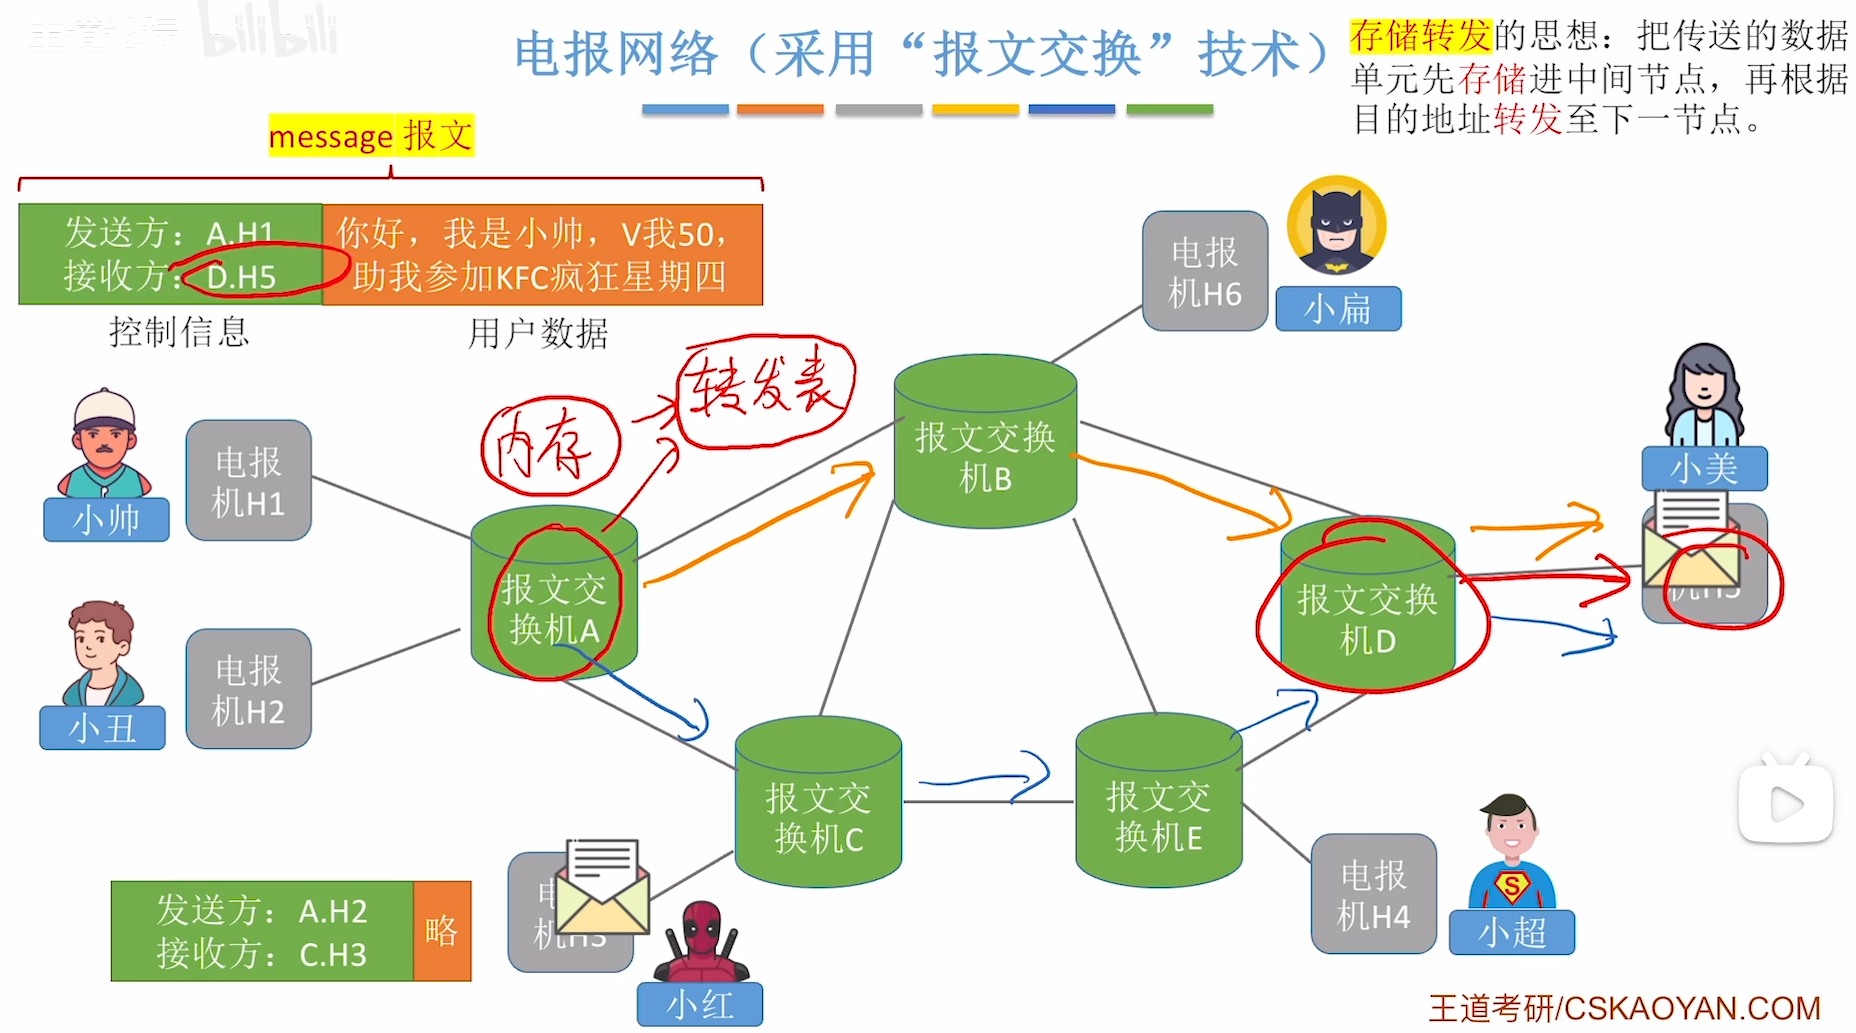 bilibili
电报网络（采用“报文交换”技术）
存储转发的思想：把传送的数据
单元先存储进中间节点，再根据
目的地址转发至下一节点。
message 报文
发送方：A.H1
接收方：D.H5
你好，我是小帅，V我50，
助我参加KFC疯狂星期四
控制信息
用户数据
电报
机H6
小扁
内存
转发表
小帅
电报
机H1
报文交换
机B
小美
机H5
报文交
换机A
报文交换
机D
小丑
电报
机H2
报文交
换机C
报文交
换机E
发送方：A.H2
接收方：C.H3
略
电
机H3
小红
电报
机H4
小超
王道考研/CSKAOYAN.COM